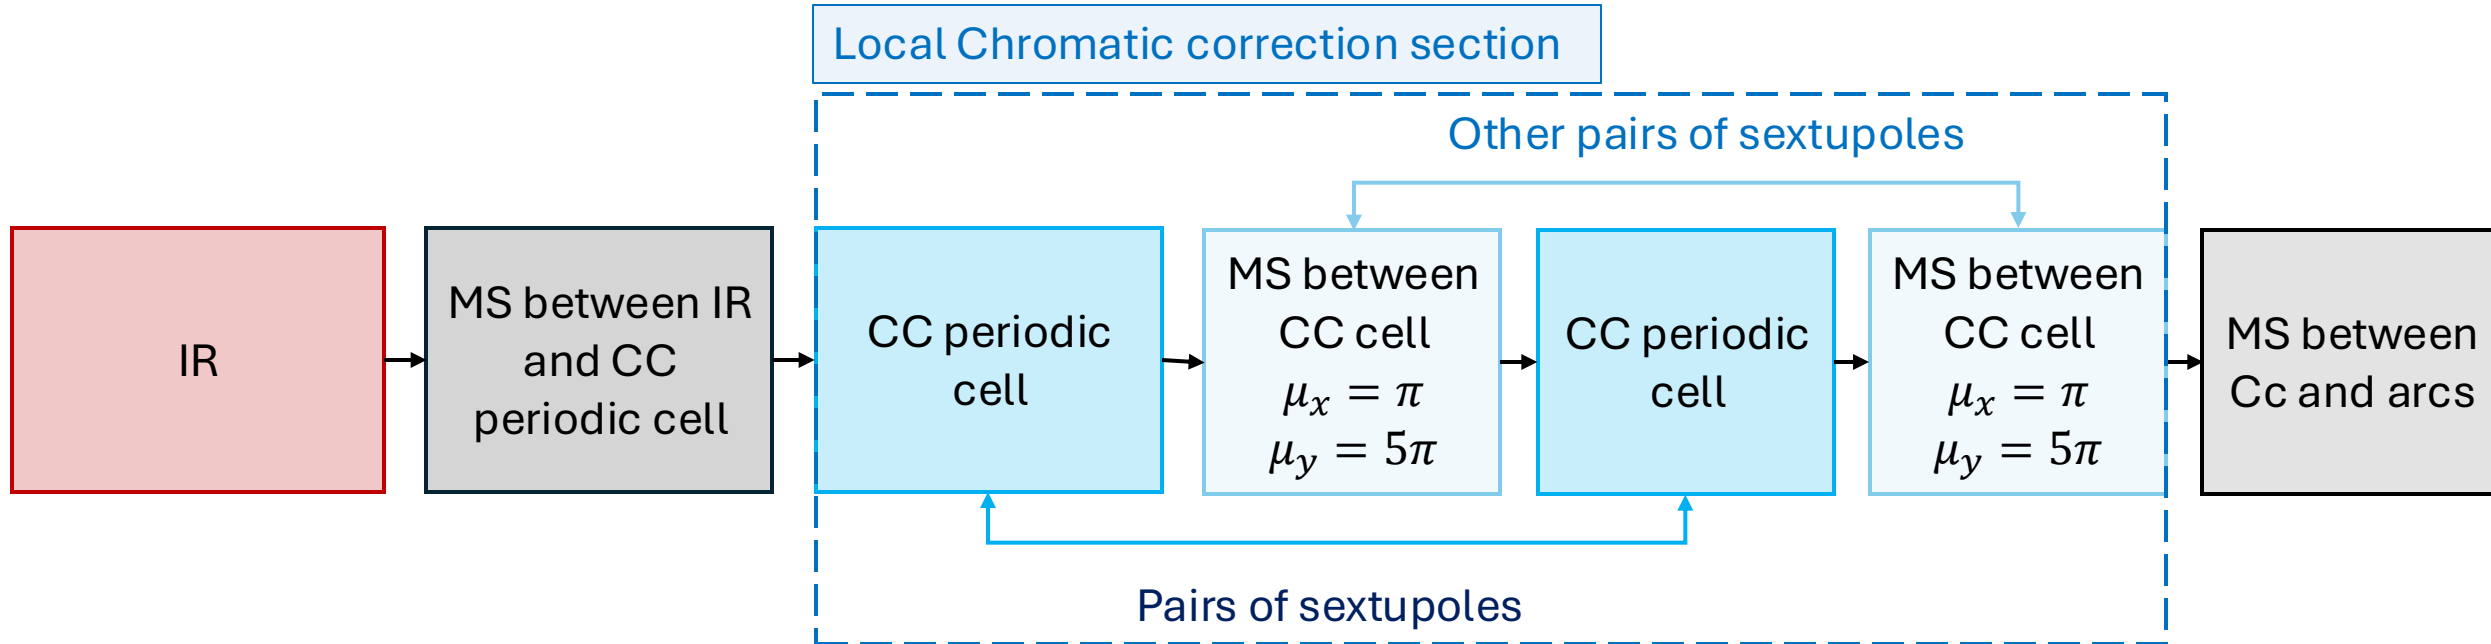 Local Chromatic correction section
Other pairs of sextupoles
IR
MS between IR
and CC
periodic cell
CC periodic
cell
MS between
CC cell
𝜇ₓ = 𝜋
𝜇ᵧ = 5𝜋
CC periodic
cell
MS between
CC cell
𝜇ₓ = 𝜋
𝜇ᵧ = 5𝜋
MS between
Cc and arcs
Pairs of sextupoles